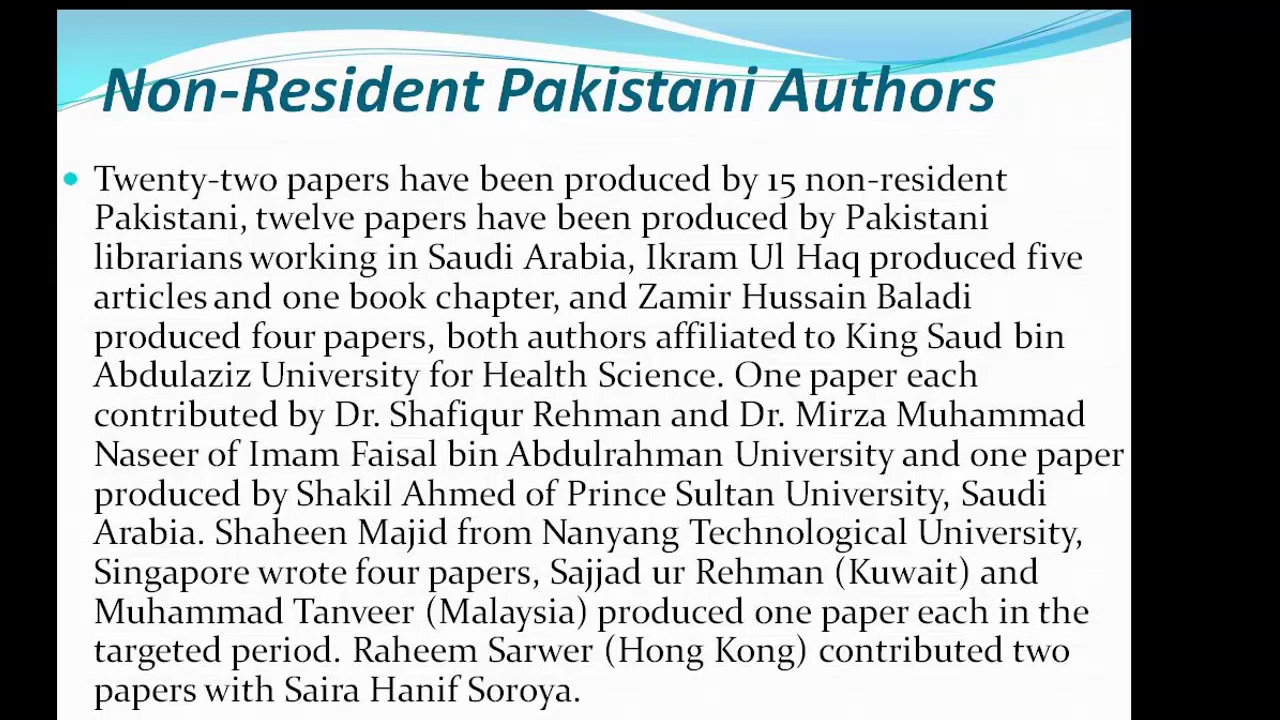 Non-Resident Pakistani Authors
• Twenty-two papers have been produced by 15 non-resident
Pakistani, twelve papers have been produced by Pakistani
librarians working in Saudi Arabia, Ikram Ul Haq produced five
articles and one book chapter, and Zamir Hussain Baladi
produced four papers, both authors affiliated to King Saud bin
Abdulaziz University for Health Science. One paper each
contributed by Dr. Shafiqur Rehman and Dr. Mirza Muhammad
Naseer of Imam Faisal bin Abdulrahman University and one paper
produced by Shakil Ahmed of Prince Sultan University, Saudi
Arabia. Shaheen Majid from Nanyang Technological University,
Singapore wrote four papers, Sajjad ur Rehman (Kuwait) and
Muhammad Tanveer (Malaysia) produced one paper each in the
targeted period. Raheem Sarwer (Hong Kong) contributed two
papers with Saira Hanif Soroya.